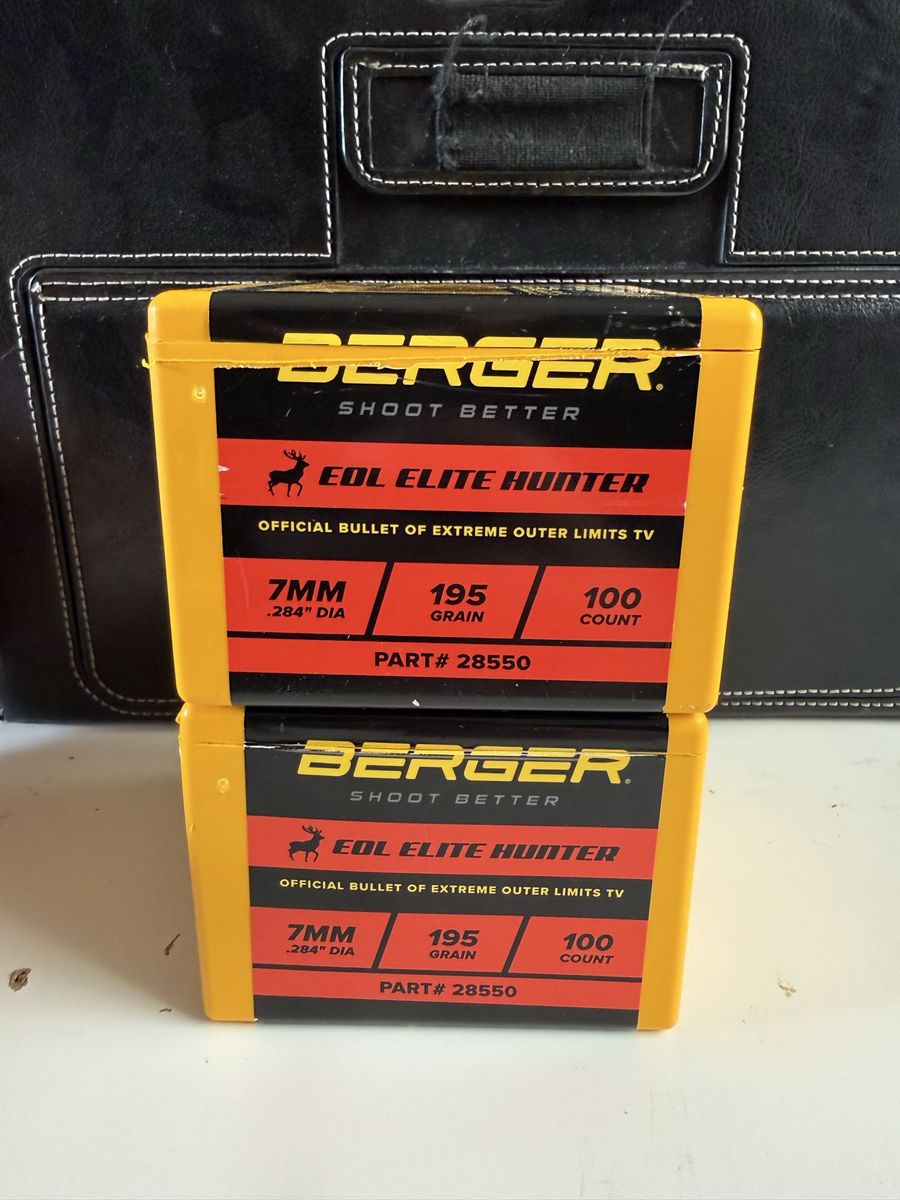 BERGER®
SHOOT BETTER
EOL ELITE HUNTER
OFFICIAL BULLET OF EXTREME OUTER LIMITS TV
7MM
.284" DIA
195
GRAIN
100
COUNT
PART# 28550
BERGER®
SHOOT BETTER
EOL ELITE HUNTER
OFFICIAL BULLET OF EXTREME OUTER LIMITS TV
7MM
.284" DIA
195
GRAIN
100
COUNT
PART# 28550